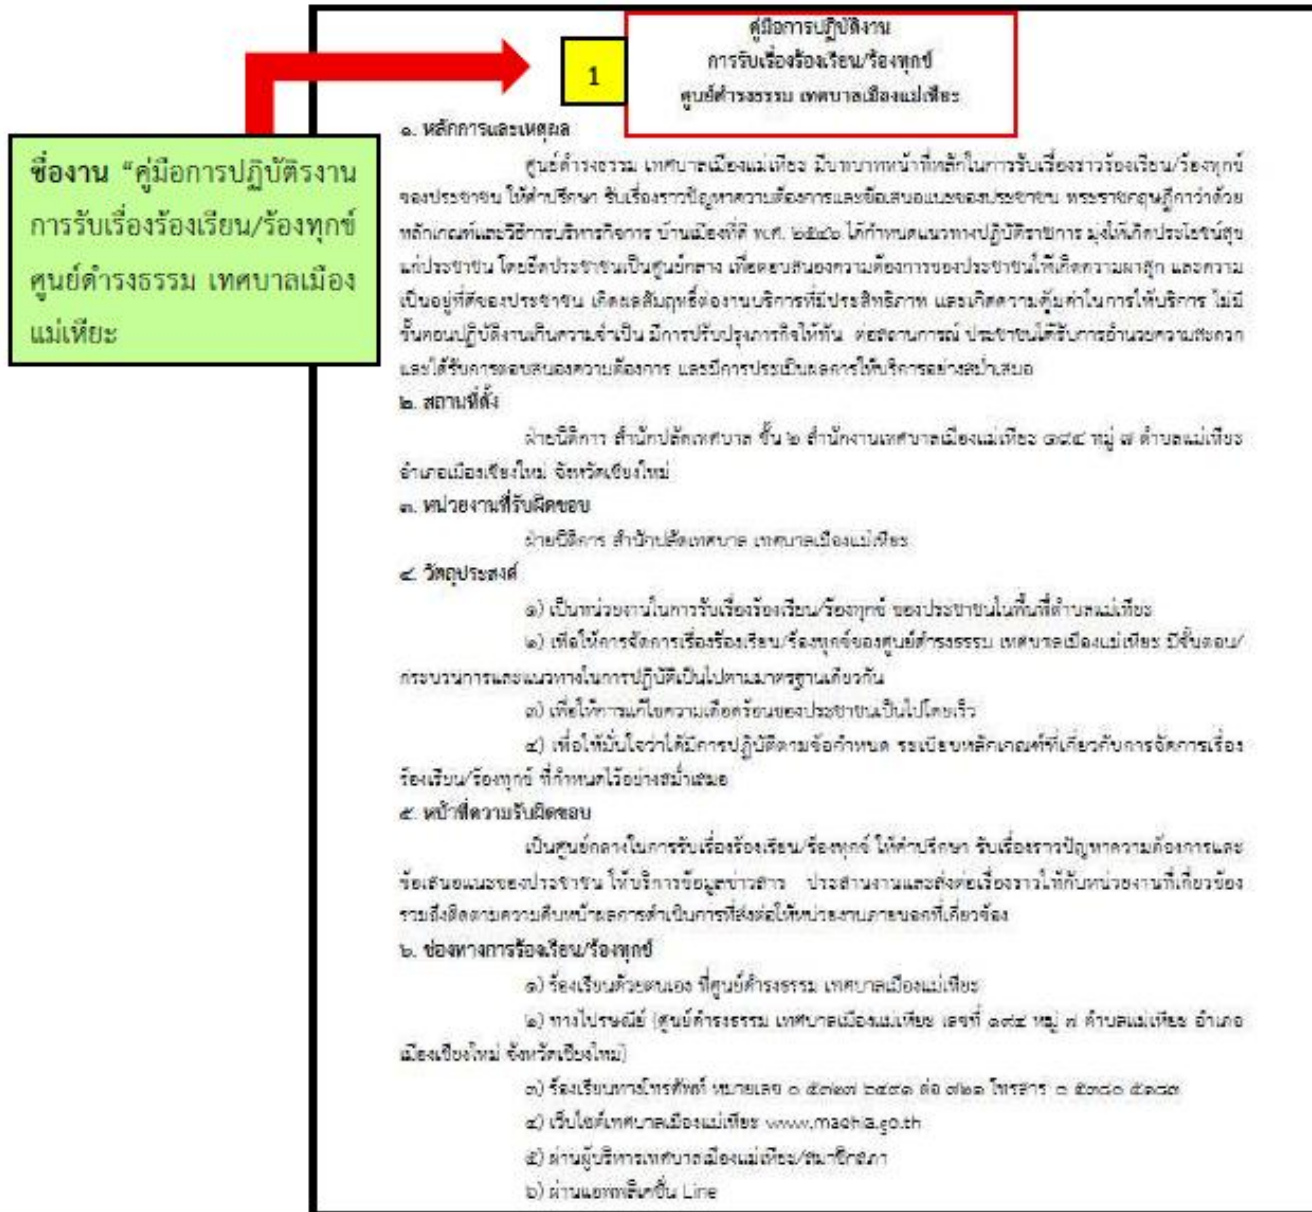 คู่มือการปฏิบัติงาน
การรับเรื่องร้องเรียน/ร้องทุกข์
ศูนย์ดำรงธรรม เทศบาลเมืองแม่เหียะ
1
ชื่องาน "คู่มือการปฏิบัติรงาน
การรับเรื่องร้องเรียน/ร้องทุกข์
ศูนย์ดำรงธรรม เทศบาลเมือง
แม่เหียะ
๑. หลักการและเหตุผล
ศูนย์ดำรงธรรม เทศบาลเมืองแม่เหียะ มีบทบาทหน้าที่หลักในการรับเรื่องราวร้องเรียน/ร้องทุกข์
ของประชาชน ให้คำปรึกษา รับเรื่องราวปัญหาความต้องการและข้อเสนอแนะของประชาชน พระราชกฤษฎีกาว่าด้วย
หลักเกณฑ์และวิธีการบริหารกิจการ บ้านเมืองที่ดี พ.ศ. ๒๕๔๖ ได้กำหนดแนวทางปฏิบัติราชการ มุ่งให้เกิดประโยชน์สุข
แก่ประชาชน โดยยึดประชาชนเป็นศูนย์กลาง เพื่อตอบสนองความต้องการของประชาชนให้เกิดความผาสุก และความ
เป็นอยู่ที่ดีของประชาชน เกิดผลสัมฤทธิ์ต่องานบริการที่มีประสิทธิภาพ และเกิดความคุ้มค่าในการให้บริการ ไม่มี
ขั้นตอนปฏิบัติงานเกินความจำเป็น มีการปรับปรุงภารกิจให้ทัน ต่อสถานการณ์ ประชาชนได้รับการอำนวยความสะดวก
และได้รับการตอบสนองความต้องการ และมีการประเมินผลการให้บริการอย่างสม่ำเสมอ
๒. สถานที่ตั้ง
ฝ่ายนิติการ สำนักปลัดเทศบาล ชั้น ๒ สำนักงานเทศบาลเมืองแม่เหียะ ๑๙๔ หมู่ ๗ ตำบลแม่เหียะ
อำเภอเมืองเชียงใหม่ จังหวัดเชียงใหม่
๓. หน่วยงานที่รับผิดชอบ
ฝ่ายนิติการ สำนักปลัดเทศบาล เทศบาลเมืองแม่เหียะ
๔. วัตถุประสงค์
๑) เป็นหน่วยงานในการรับเรื่องร้องเรียน/ร้องทุกข์ ของประชาชนในพื้นที่ตำบลแม่เหียะ
๒) เพื่อให้การจัดการเรื่องร้องเรียน/ร้องทุกข์ของศูนย์ดำรงธรรม เทศบาลเมืองแม่เหียะ มีขั้นตอน/
กระบวนการและแนวทางในการปฏิบัติเป็นไปตามมาตรฐานเดียวกัน
๓) เพื่อให้การแก้ไขความเดือดร้อนของประชาชนเป็นไปโดยเร็ว
๔) เพื่อให้มั่นใจว่าได้มีการปฏิบัติตามข้อกำหนด ระเบียบหลักเกณฑ์ที่เกี่ยวกับการจัดการเรื่อง
ร้องเรียน/ร้องทุกข์ ที่กำหนดไว้อย่างสม่ำเสมอ
๕. หน้าที่ความรับผิดชอบ
เป็นศูนย์กลางในการรับเรื่องร้องเรียน/ร้องทุกข์ ให้คำปรึกษา รับเรื่องราวปัญหาความต้องการและ
ข้อเสนอแนะของประชาชน ให้บริการข้อมูลข่าวสาร ประสานงานและส่งต่อเรื่องราวให้กับหน่วยงานที่เกี่ยวข้อง
รวมถึงติดตามความคืบหน้าผลการดำเนินการที่ส่งต่อให้หน่วยงานภายนอกที่เกี่ยวข้อง
๖. ช่องทางการร้องเรียน/ร้องทุกข์
๑) ร้องเรียนด้วยตนเอง ที่ศูนย์ดำรงธรรม เทศบาลเมืองแม่เหียะ
๒) ทางไปรษณีย์ (ศูนย์ดำรงธรรม เทศบาลเมืองแม่เหียะ เลขที่ ๑๙๔ หมู่ ๗ ตำบลแม่เหียะ อำเภอ
เมืองเชียงใหม่ จังหวัดเชียงใหม่)
๓) ร้องเรียนทางโทรศัพท์ หมายเลข ต่อ ๗๒๑ โทรสาร
๔) เว็บไซต์เทศบาลเมืองแม่เหียะ www.maehia.go.th
๕) ผ่านผู้บริหารเทศบาลเมืองแม่เหียะ/สมาชิกสภา
๖) ผ่านแอพพลิเคชั่น Line